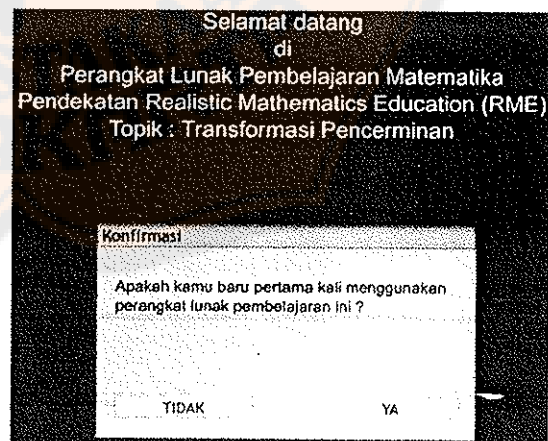 Selamat datang
di
Perangkat Lunak Pembelajaran Matematika
Pendekatan Realistic Mathematics Education (RME)
Topik : Transformasi Pencerminan
Konfirmasi
Apakah kamu baru pertama kali menggunakan
perangkat lunak pembelajaran ini ?
TIDAK YA